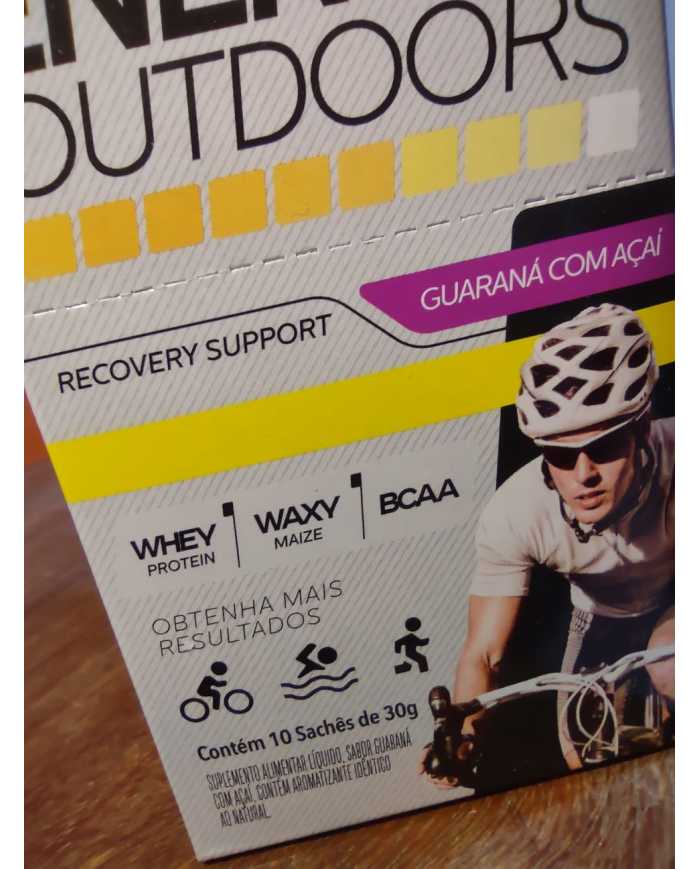 OUTDOORS
GUARANÁ COM AÇAÍ
RECOVERY SUPPORT
WHEY
PROTEIN
WAXY
MAIZE
BCAA
OBTENHA MAIS
RESULTADOS
Contém 10 Sachês de 30g
SUPLEMENTO ALIMENTAR LÍQUIDO, SABOR GUARANÁ
COM AÇAÍ, CONTÉM AROMATIZANTE IDÊNTICO
AO NATURAL.